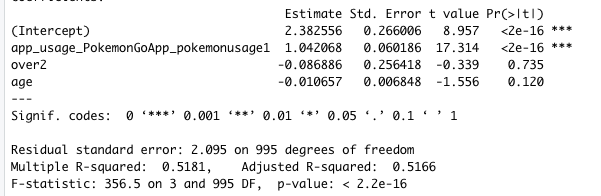 Estimate Std. Error t value Pr(>|t|)
(Intercept) 2.382556 0.266006 8.957 <2e-16 ***
app_usage_PokemonGoApp_pokemonusage1 1.042068 0.060186 17.314 <2e-16 ***
over2 -0.086886 0.256418 -0.339 0.735
age -0.010657 0.006848 -1.556 0.120
---
Signif. codes: 0 ‘***’ 0.001 ‘**’ 0.01 ‘*’ 0.05 ‘.’ 0.1 ‘ ’ 1
Residual standard error: 2.095 on 995 degrees of freedom
Multiple R-squared: 0.5181, Adjusted R-squared: 0.5166
F-statistic: 356.5 on 3 and 995 DF, p-value: < 2.2e-16